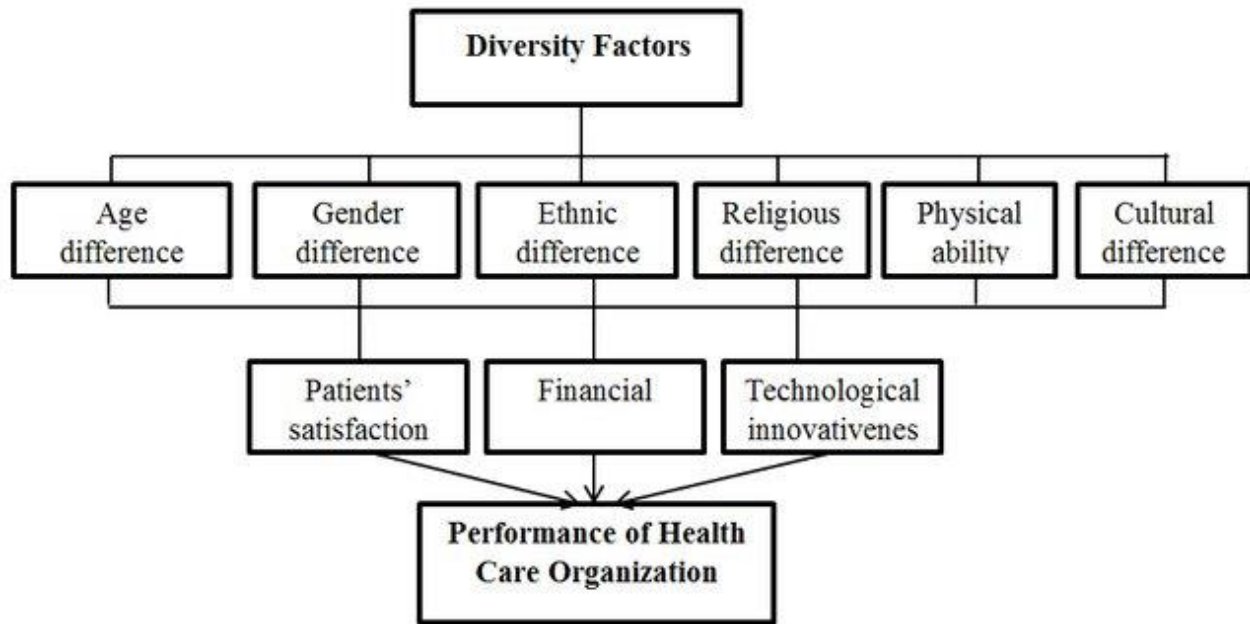 Diversity Factors
Age
difference
Gender
difference
Ethnic
difference
Religious
difference
Physical
ability
Cultural
difference
Patients’
satisfaction
Financial
Technological
innovativenes
Performance of Health
Care Organization